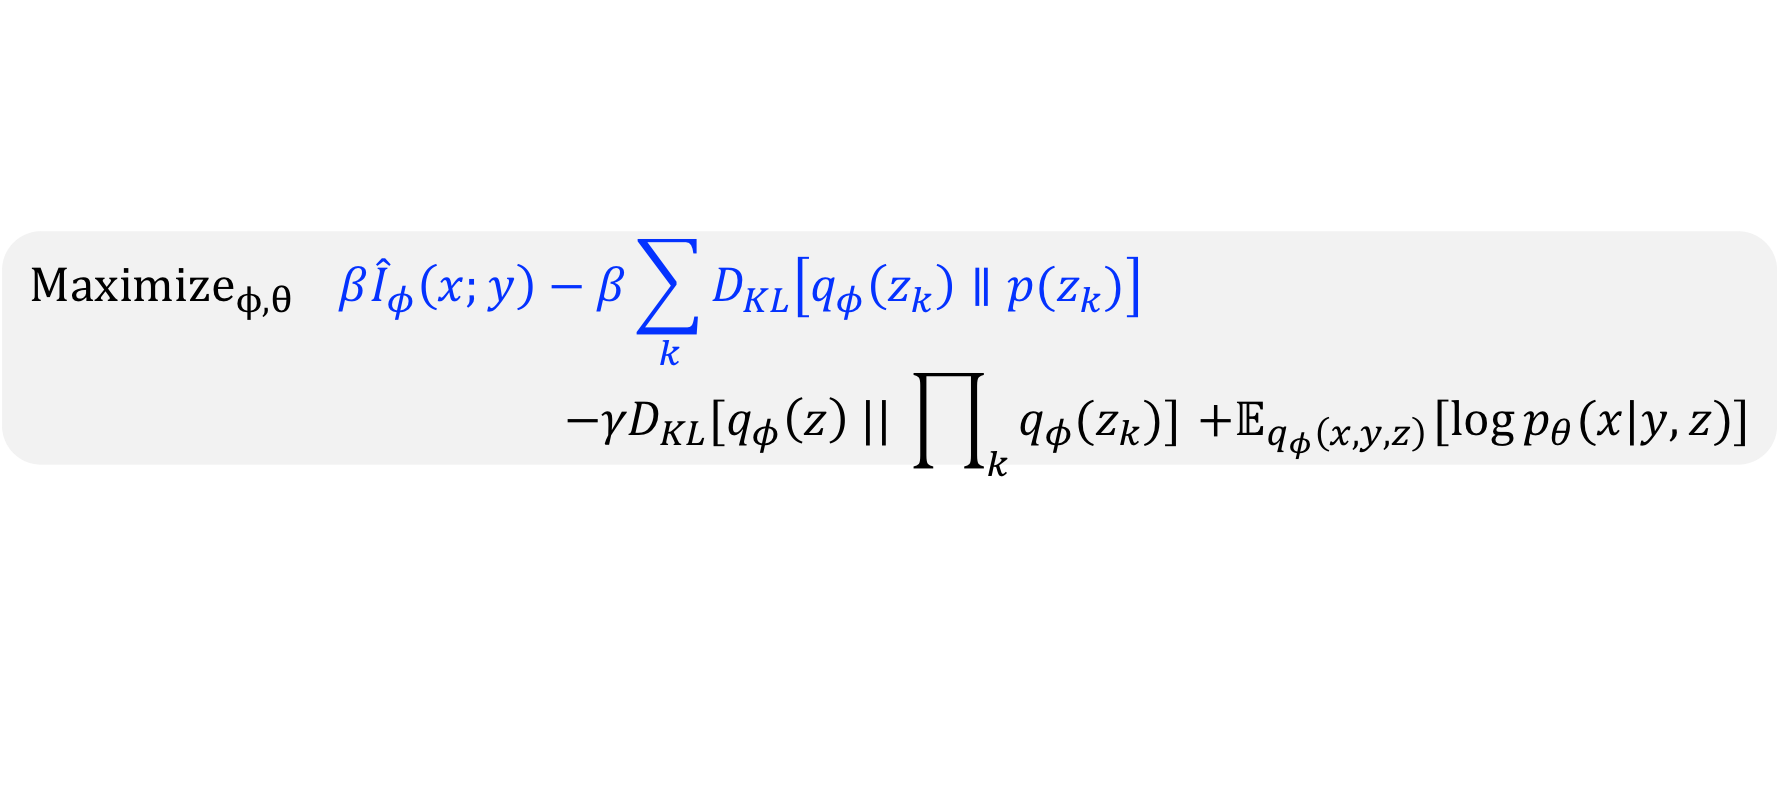 Maximize_{ϕ,θ} βÎ_ϕ(x; y) − β ∑_k D_{KL}[q_ϕ(z_k) ∥ p(z_k)]
−γD_{KL}[q_ϕ(z) || ∏_k q_ϕ(z_k)] +𝔼_{q_ϕ(x,y,z)}[log p_θ(x|y, z)]